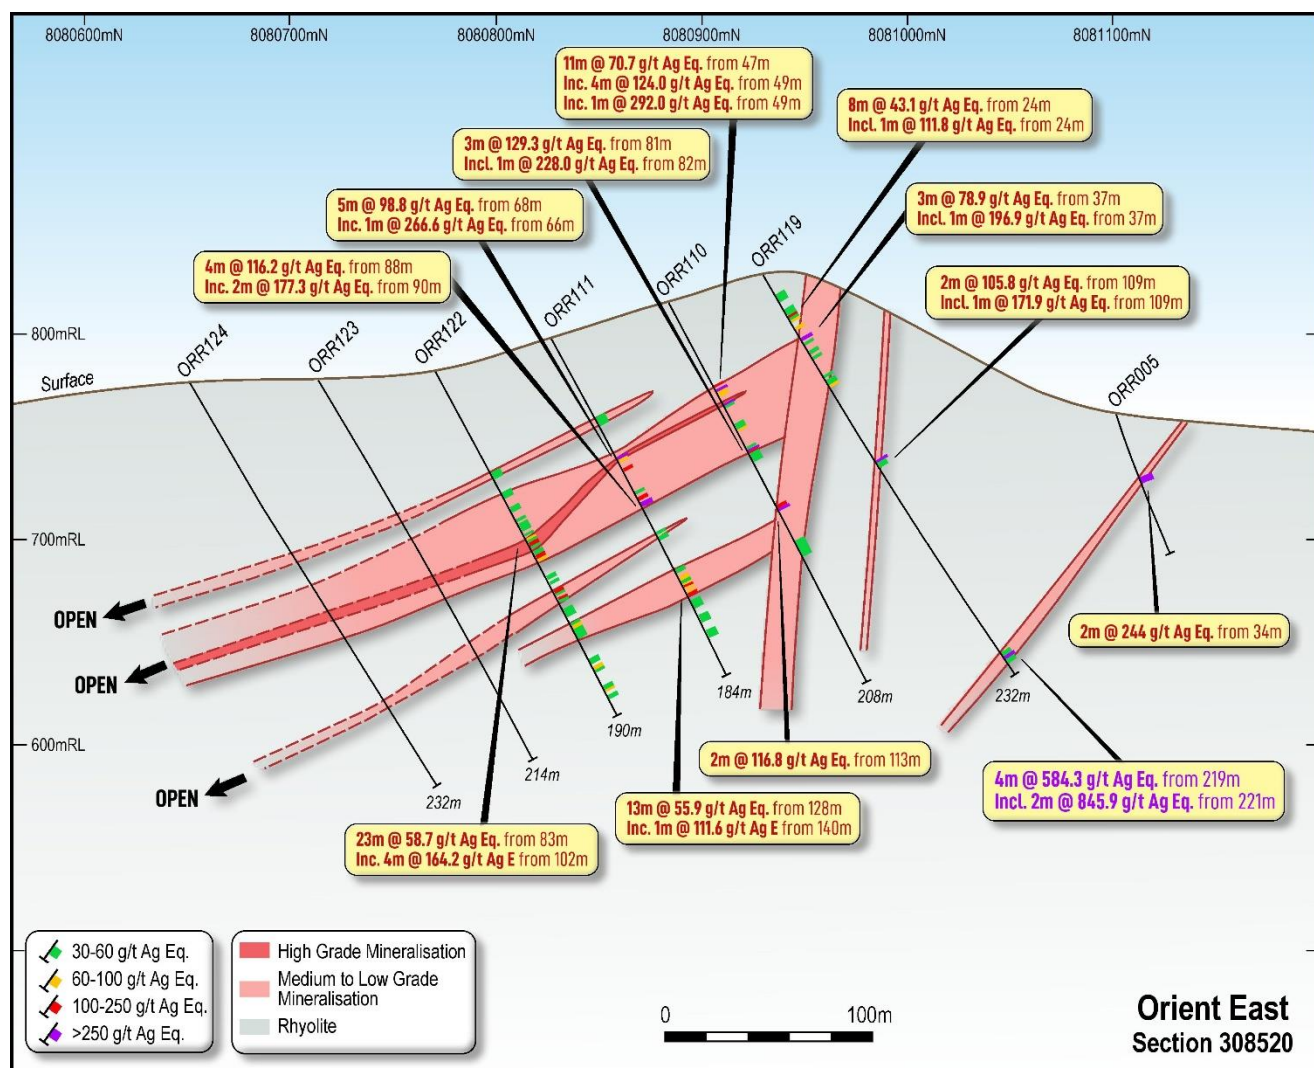 8080600mN 8080700mN 8080800mN 8080900mN 8081000mN 8081100mN
11m @ 70.7 g/t Ag Eq. from 47m
Inc. 4m @ 124.0 g/t Ag Eq. from 49m
Inc. 1m @ 292.0 g/t Ag Eq. from 49m
8m @ 43.1 g/t Ag Eq. from 24m
Incl. 1m @ 111.8 g/t Ag Eq. from 24m
3m @ 129.3 g/t Ag Eq. from 81m
Incl. 1m @ 228.0 g/t Ag Eq. from 82m
5m @ 98.8 g/t Ag Eq. from 68m
Inc. 1m @ 266.6 g/t Ag Eq. from 66m
3m @ 78.9 g/t Ag Eq. from 37m
Incl. 1m @ 196.9 g/t Ag Eq. from 37m
4m @ 116.2 g/t Ag Eq. from 88m
Inc. 2m @ 177.3 g/t Ag Eq. from 90m
2m @ 105.8 g/t Ag Eq. from 109m
Incl. 1m @ 171.9 g/t Ag Eq. from 109m
800mRL
ORR124
ORR123
ORR122
ORR111
ORR110
ORR119
ORR005
Surface
700mRL
OPEN
OPEN
OPEN
600mRL
232m
214m
190m
184m
208m
232m
2m @ 244 g/t Ag Eq. from 34m
2m @ 116.8 g/t Ag Eq. from 113m
4m @ 584.3 g/t Ag Eq. from 219m
Incl. 2m @ 845.9 g/t Ag Eq. from 221m
13m @ 55.9 g/t Ag Eq. from 128m
Inc. 1m @ 111.6 g/t Ag E from 140m
23m @ 58.7 g/t Ag Eq. from 83m
Inc. 4m @ 164.2 g/t Ag E from 102m
30-60 g/t Ag Eq.
60-100 g/t Ag Eq.
100-250 g/t Ag Eq.
>250 g/t Ag Eq.
High Grade Mineralisation
Medium to Low Grade
Mineralisation
Rhyolite
0 100m
Orient East
Section 308520